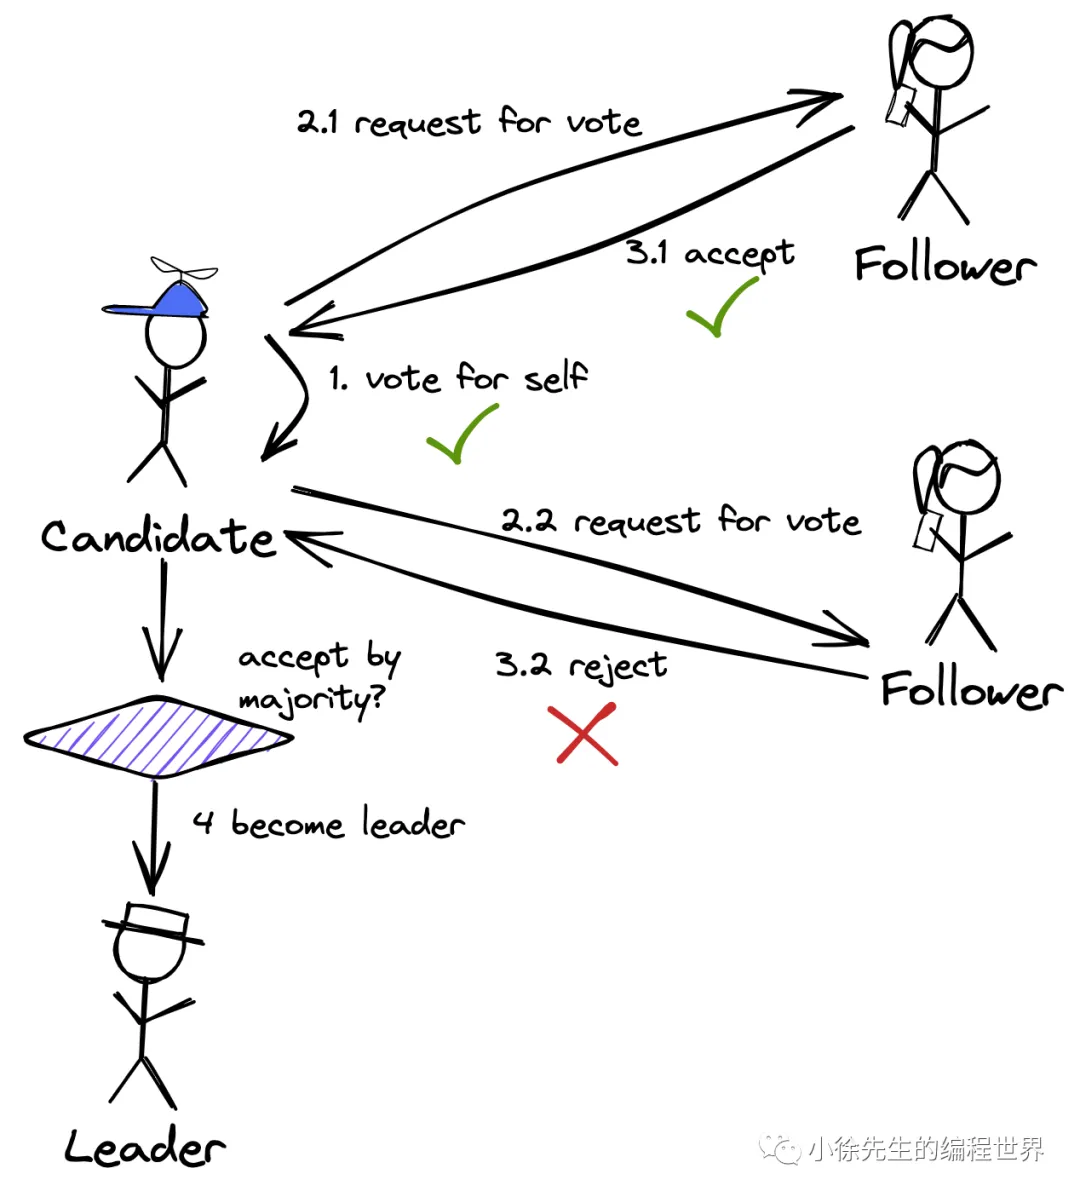 2.1 request for vote
3.1 accept
Follower
1. vote for self
Candidate
2.2 request for vote
3.2 reject
Follower
accept by
majority?
4 become leader
Leader
小徐先生的编程世界